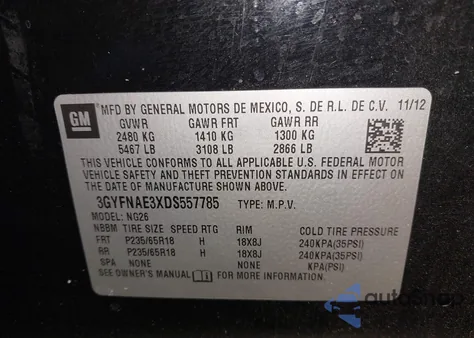 GM
MFD BY GENERAL MOTORS DE MEXICO, S. DE R.L. DE C.V. 11/12
GVWR GAWR FRT GAWR RR
2480 KG 1410 KG 1300 KG
5467 LB 3108 LB 2866 LB
THIS VEHICLE CONFORMS TO ALL APPLICABLE U.S. FEDERAL MOTOR
VEHICLE SAFETY AND THEFT PREVENTION STANDARDS IN EFFECT ON
THE DATE OF MANUFACTURE SHOWN ABOVE.
3GYFNAE3XDS557785 TYPE: M.P.V.
MODEL: NG26
NBBM TIRE SIZE SPEED RTG RIM COLD TIRE PRESSURE
FRT P235/65R18 H 18X8J 240KPA(35PSI)
RR P235/65R18 H 18X8J 240KPA(35PSI)
SPA NONE NONE KPA(PSI)
SEE OWNER'S MANUAL FOR MORE INFORMATION
autoSnap